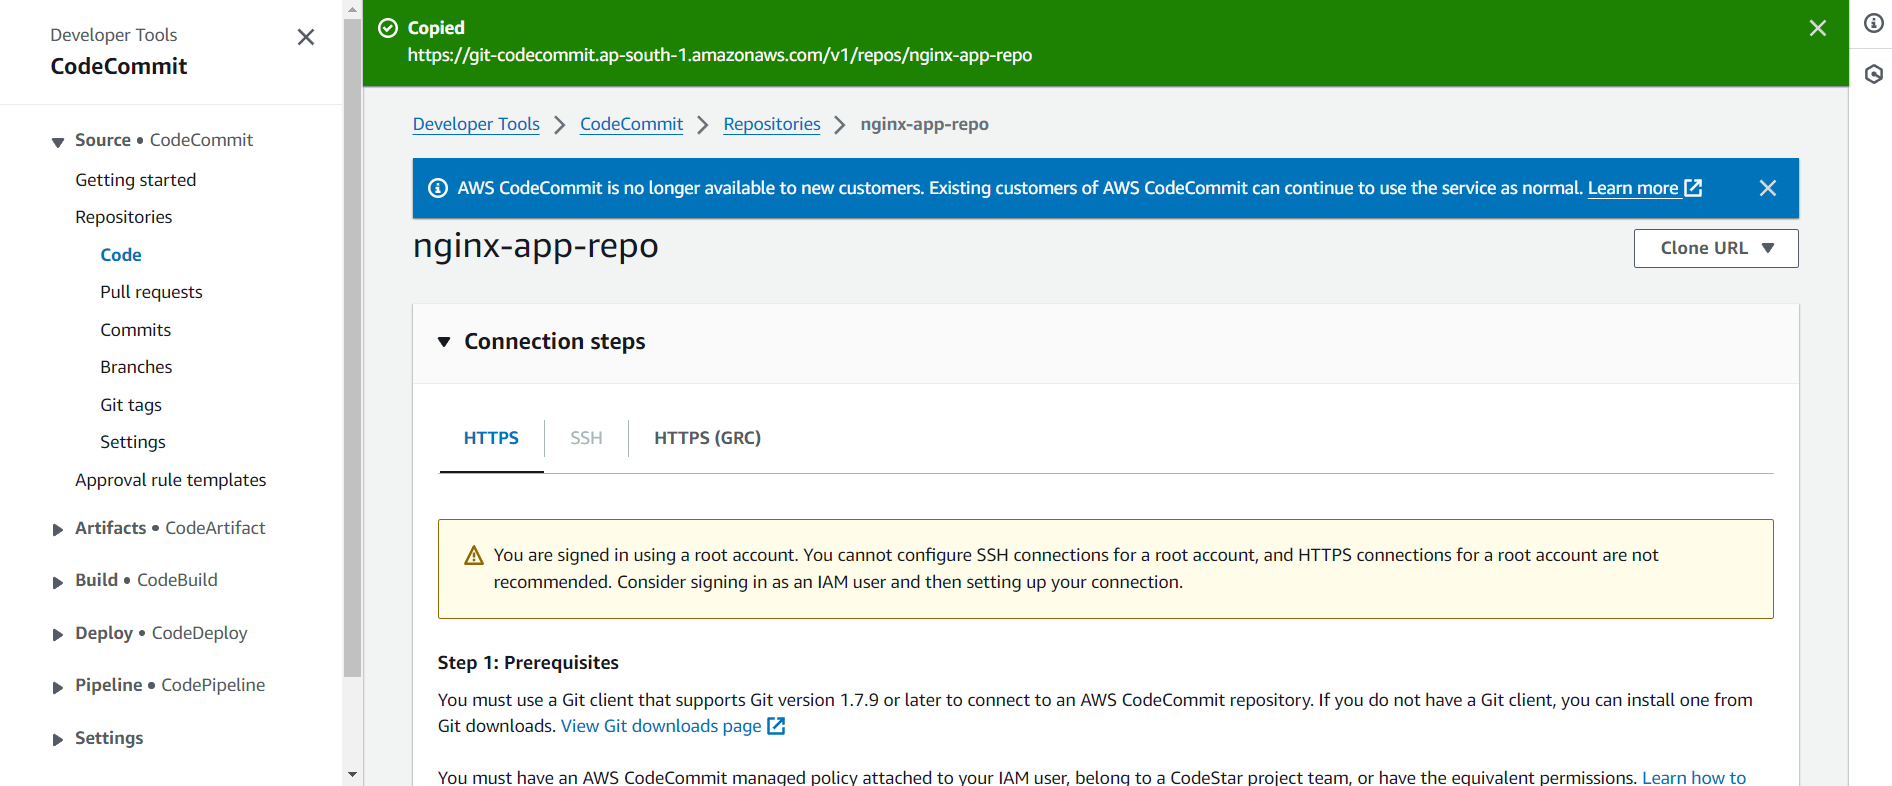 Developer Tools
CodeCommit
Source • CodeCommit
Getting started
Repositories
Code
Pull requests
Commits
Branches
Git tags
Settings
Approval rule templates
Artifacts • CodeArtifact
Build • CodeBuild
Deploy • CodeDeploy
Pipeline • CodePipeline
Settings
Copied
https://git-codecommit.ap-south-1.amazonaws.com/v1/repos/nginx-app-repo
Developer Tools > CodeCommit > Repositories > nginx-app-repo
AWS CodeCommit is no longer available to new customers. Existing customers of AWS CodeCommit can continue to use the service as normal. Learn more
nginx-app-repo
Clone URL
Connection steps
HTTPS
SSH
HTTPS (GRC)
You are signed in using a root account. You cannot configure SSH connections for a root account, and HTTPS connections for a root account are not
recommended. Consider signing in as an IAM user and then setting up your connection.
Step 1: Prerequisites
You must use a Git client that supports Git version 1.7.9 or later to connect to an AWS CodeCommit repository. If you do not have a Git client, you can install one from
Git downloads. View Git downloads page
You must have an AWS CodeCommit managed policy attached to your IAM user, belong to a CodeStar project team, or have the equivalent permissions. Learn how to